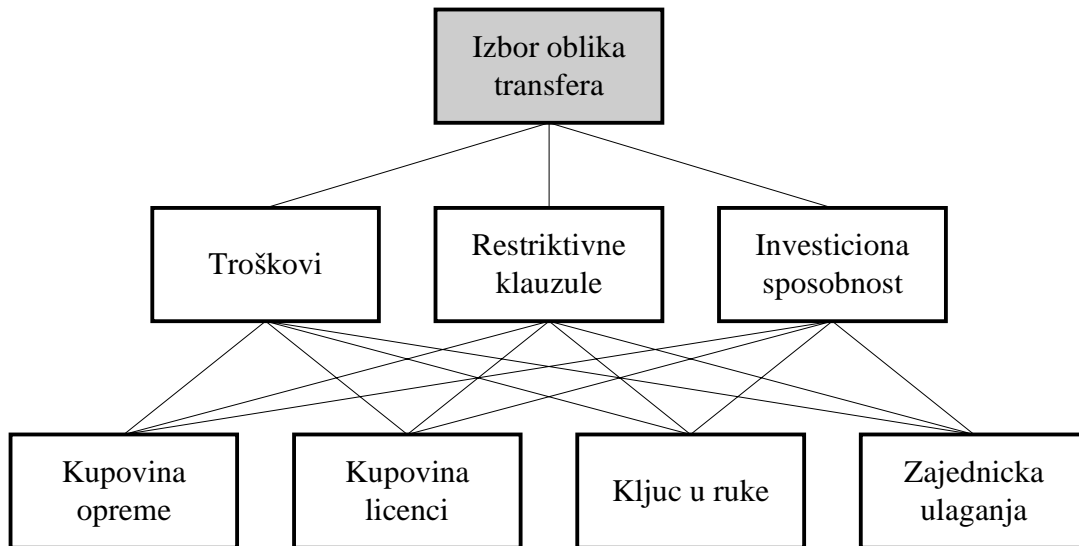 Izbor oblika
transfera
Troškovi
Restriktivne
klauzule
Investiciona
sposobnost
Kupovina
opreme
Kupovina
licenci
Kljuc u ruke
Zajednicka
ulaganja